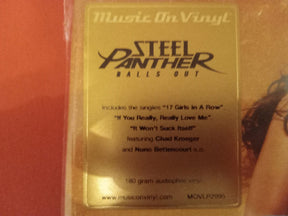 Music On Vinyl
STEEL
PANTHER
BALLS OUT
Includes the singles "17 Girls In A Row"
"If You Really, Really Love Me"
"It Won't Suck Itself"
featuring Chad Kroeger
and Nuno Bettencourt a.o.
180 gram audiophile vinyl
www.musiconvinyl.com
MOVLP2995